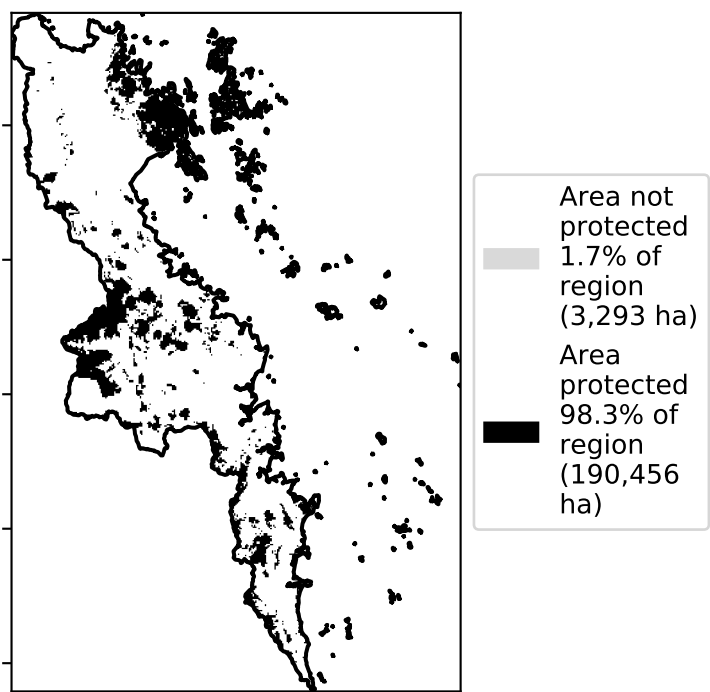 Area not
protected
1.7% of
region
(3,293 ha)
Area
protected
98.3% of
region
(190,456
ha)